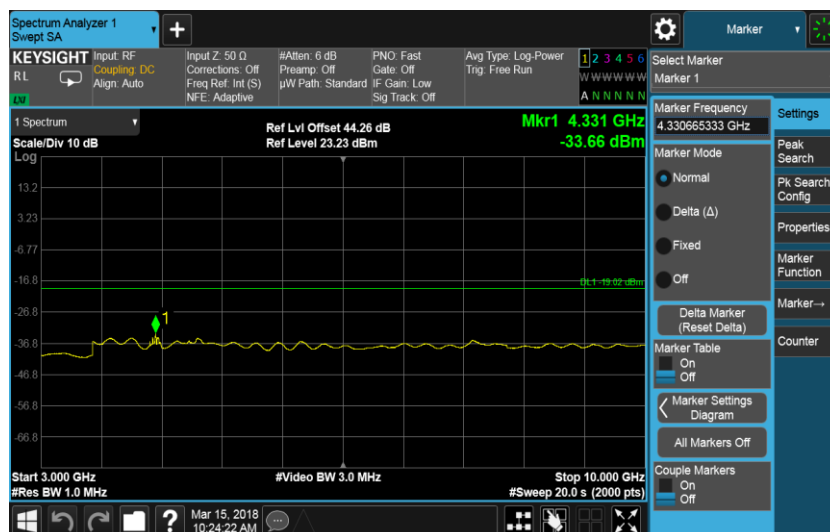 Spectrum Analyzer 1
Swept SA
+
Marker
KEYSIGHT
RL
LXI
Input: RF
Coupling: DC
Align: Auto
Input Z: 50 Ω
Corrections: Off
Freq Ref: Int (S)
NFE: Adaptive
#Atten: 6 dB
Preamp: Off
µW Path: Standard
PNO: Fast
Gate: Off
IF Gain: Low
Sig Track: Off
Avg Type: Log-Power
Trig: Free Run
1 2 3 4 5 6
W W W W W W
A N N N N N
Select Marker
Marker 1
1 Spectrum
Scale/Div 10 dB
Ref Lvl Offset 44.26 dB
Ref Level 23.23 dBm
Mkr1 4.331 GHz
-33.66 dBm
Log
13.2
3.23
-6.77
-16.8
-26.8
-36.8
-46.8
-56.8
-66.8
DL1 -19.02 dBm
1
Start 3.000 GHz
#Res BW 1.0 MHz
#Video BW 3.0 MHz
Stop 10.000 GHz
#Sweep 20.0 s (2000 pts)
Marker Frequency
4.330665333 GHz
Marker Mode
Normal
Delta (Δ)
Fixed
Off
Delta Marker
(Reset Delta)
Marker Table
On
Off
Marker Settings
Diagram
All Markers Off
Couple Markers
On
Off
Settings
Peak
Search
Pk Search
Config
Properties
Marker
Function
Marker→
Counter
?
Mar 15, 2018
10:24:22 AM